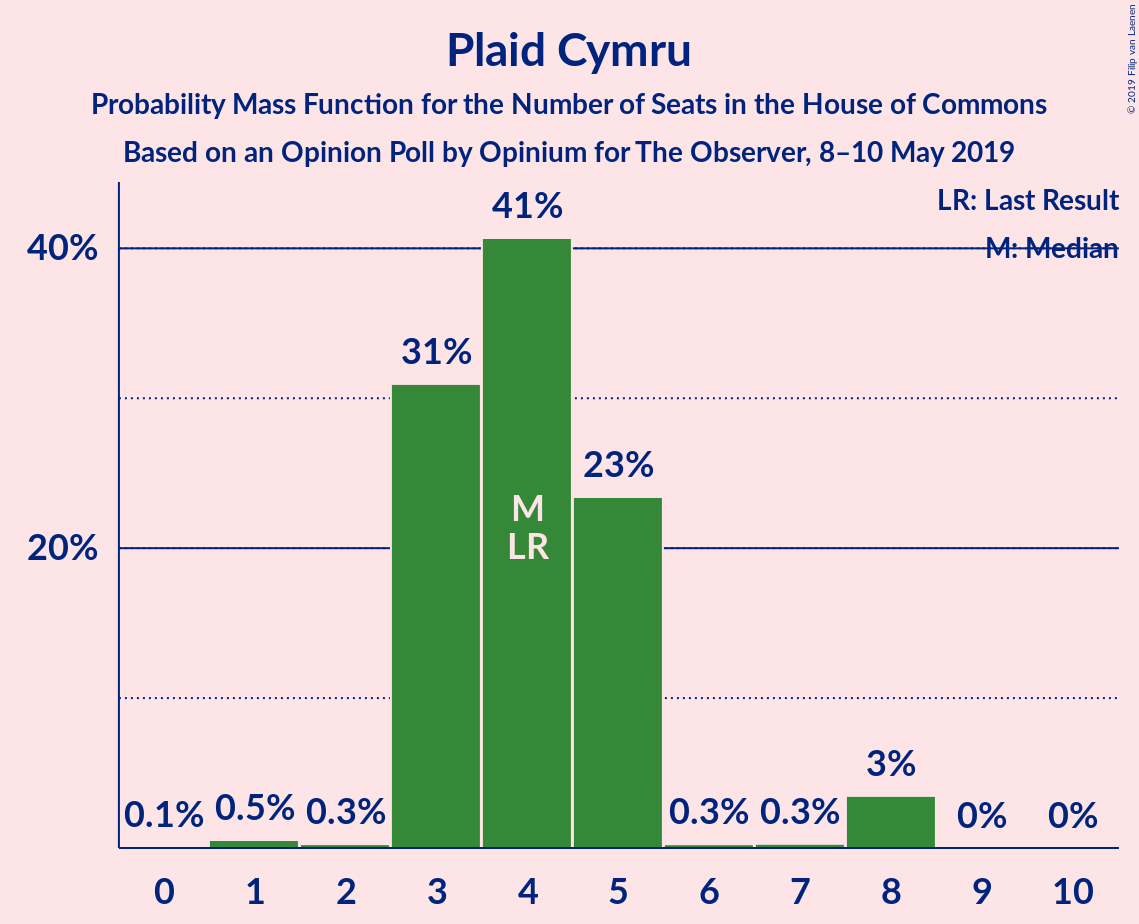 Plaid Cymru
Probability Mass Function for the Number of Seats in the House of Commons
Based on an Opinion Poll by Opinium for The Observer, 8–10 May 2019
© 2019 Filip van Laenen
LR: Last Result
M: Median
40%
20%
0.1%
0.5%
0.3%
31%
41%
23%
0.3%
0.3%
3%
0%
0%
M
LR
0 1 2 3 4 5 6 7 8 9 10